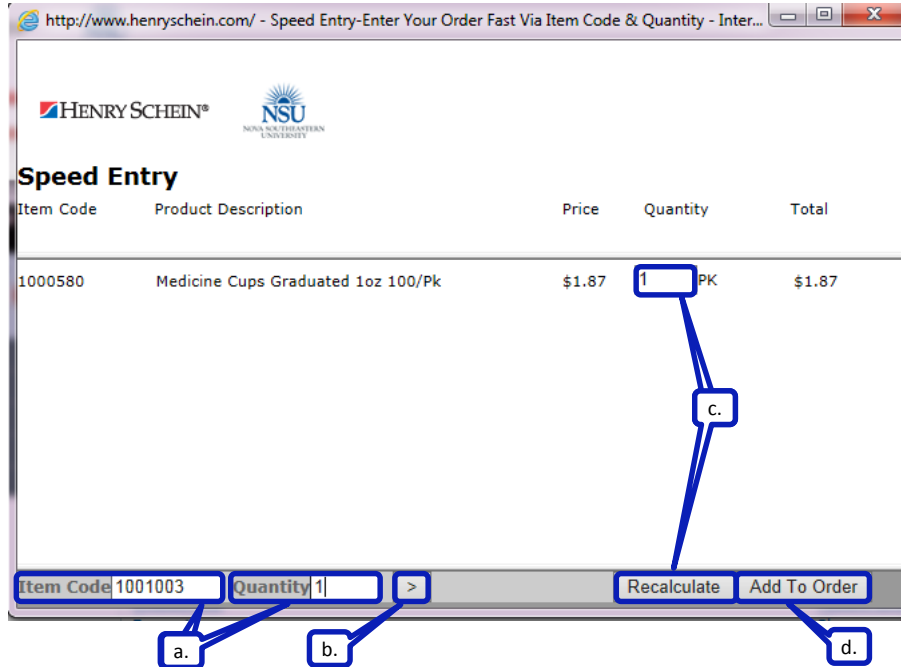 http://www.henryschein.com/ - Speed Entry-Enter Your Order Fast Via Item Code & Quantity - Inter...
HENRY SCHEIN®
NSU
NOVA SOUTHEASTERN
UNIVERSITY
Speed Entry
Item Code Product Description Price Quantity Total
1000580 Medicine Cups Graduated 1oz 100/Pk $1.87 1 PK $1.87
c.
Item Code 1001003 Quantity 1 > Recalculate Add To Order
a. b. d.